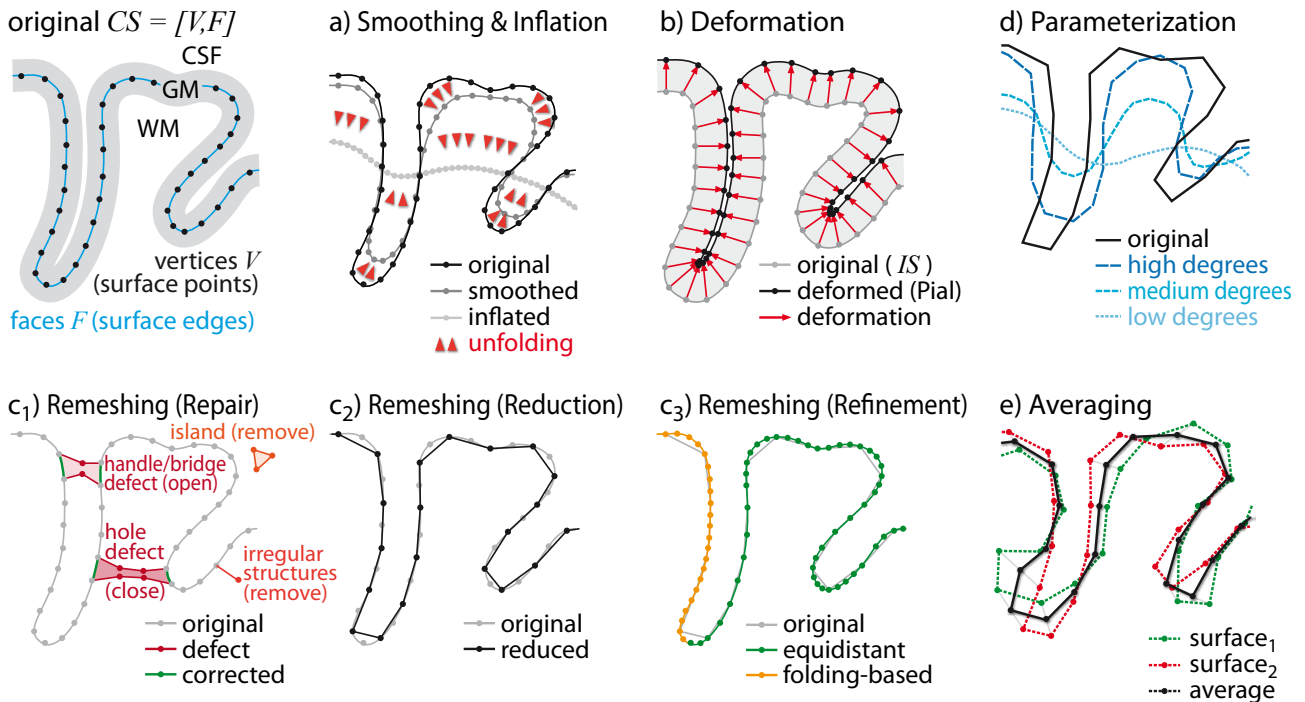 original CS = [V,F]
CSF
GM
WM
vertices V
(surface points)
faces F (surface edges)
a) Smoothing & Inflation
original
smoothed
inflated
unfolding
b) Deformation
original (IS)
deformed (Pial)
deformation
d) Parameterization
original
high degrees
medium degrees
low degrees
c1) Remeshing (Repair)
island (remove)
handle/bridge
defect (open)
hole
defect
(close)
irregular
structures
(remove)
original
defect
corrected
c2) Remeshing (Reduction)
original
reduced
c3) Remeshing (Refinement)
original
equidistant
folding-based
e) Averaging
surface1
surface2
average